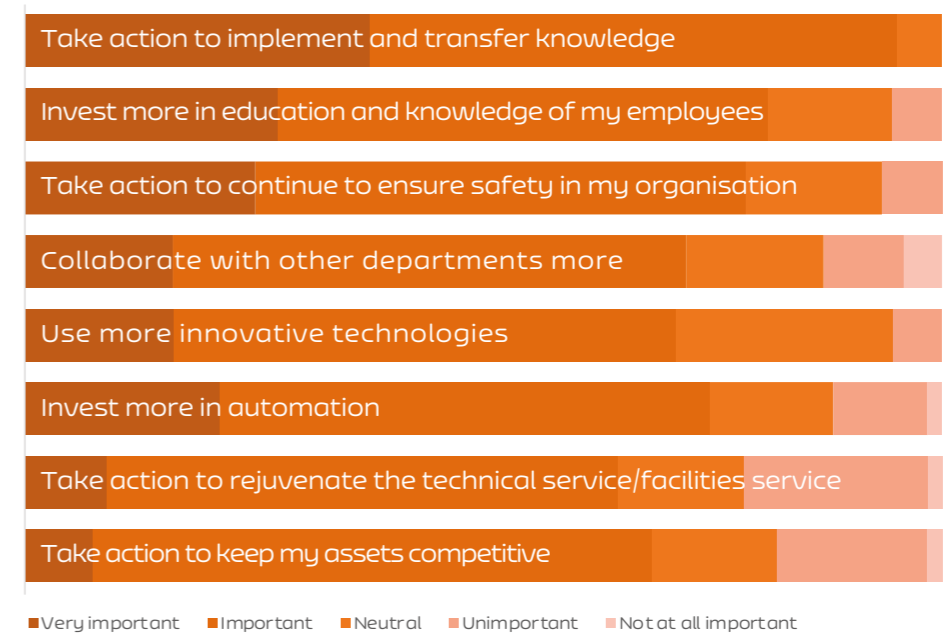 Take action to implement and transfer knowledge
Invest more in education and knowledge of my employees
Take action to continue to ensure safety in my organisation
Collaborate with other departments more
Use more innovative technologies
Invest more in automation
Take action to rejuvenate the technical service/facilities service
Take action to keep my assets competitive
Very important Important Neutral Unimportant Not at all important